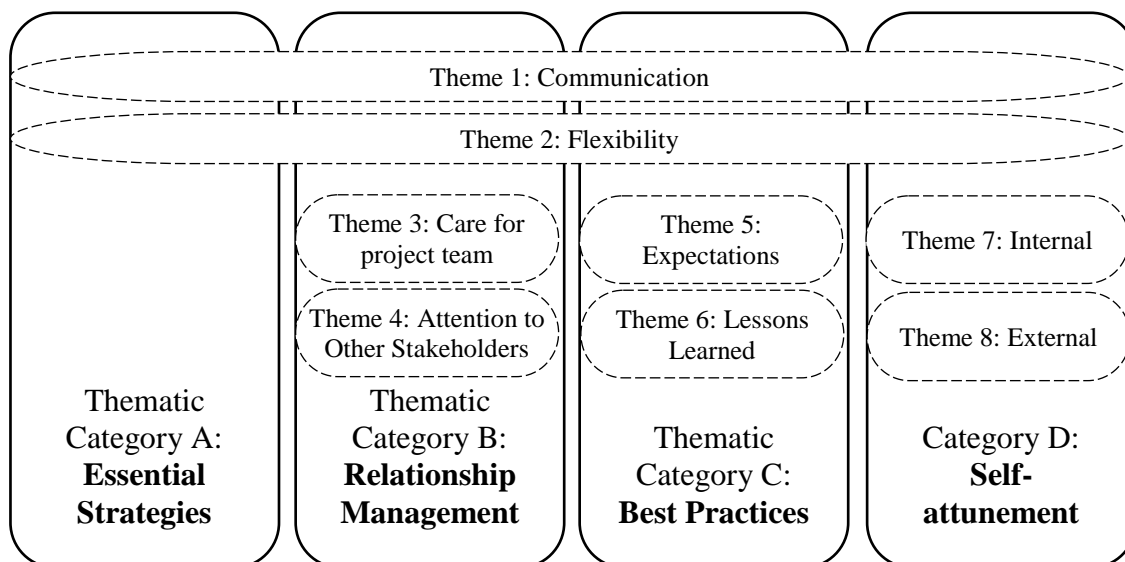 Theme 1: Communication
Theme 2: Flexibility
Theme 3: Care for
project team
Theme 4: Attention to
Other Stakeholders
Theme 5:
Expectations
Theme 6: Lessons
Learned
Theme 7: Internal
Theme 8: External
Thematic
Category A:
Essential
Strategies
Thematic
Category B:
Relationship
Management
Thematic
Category C:
Best Practices
Category D:
Self-
attunement